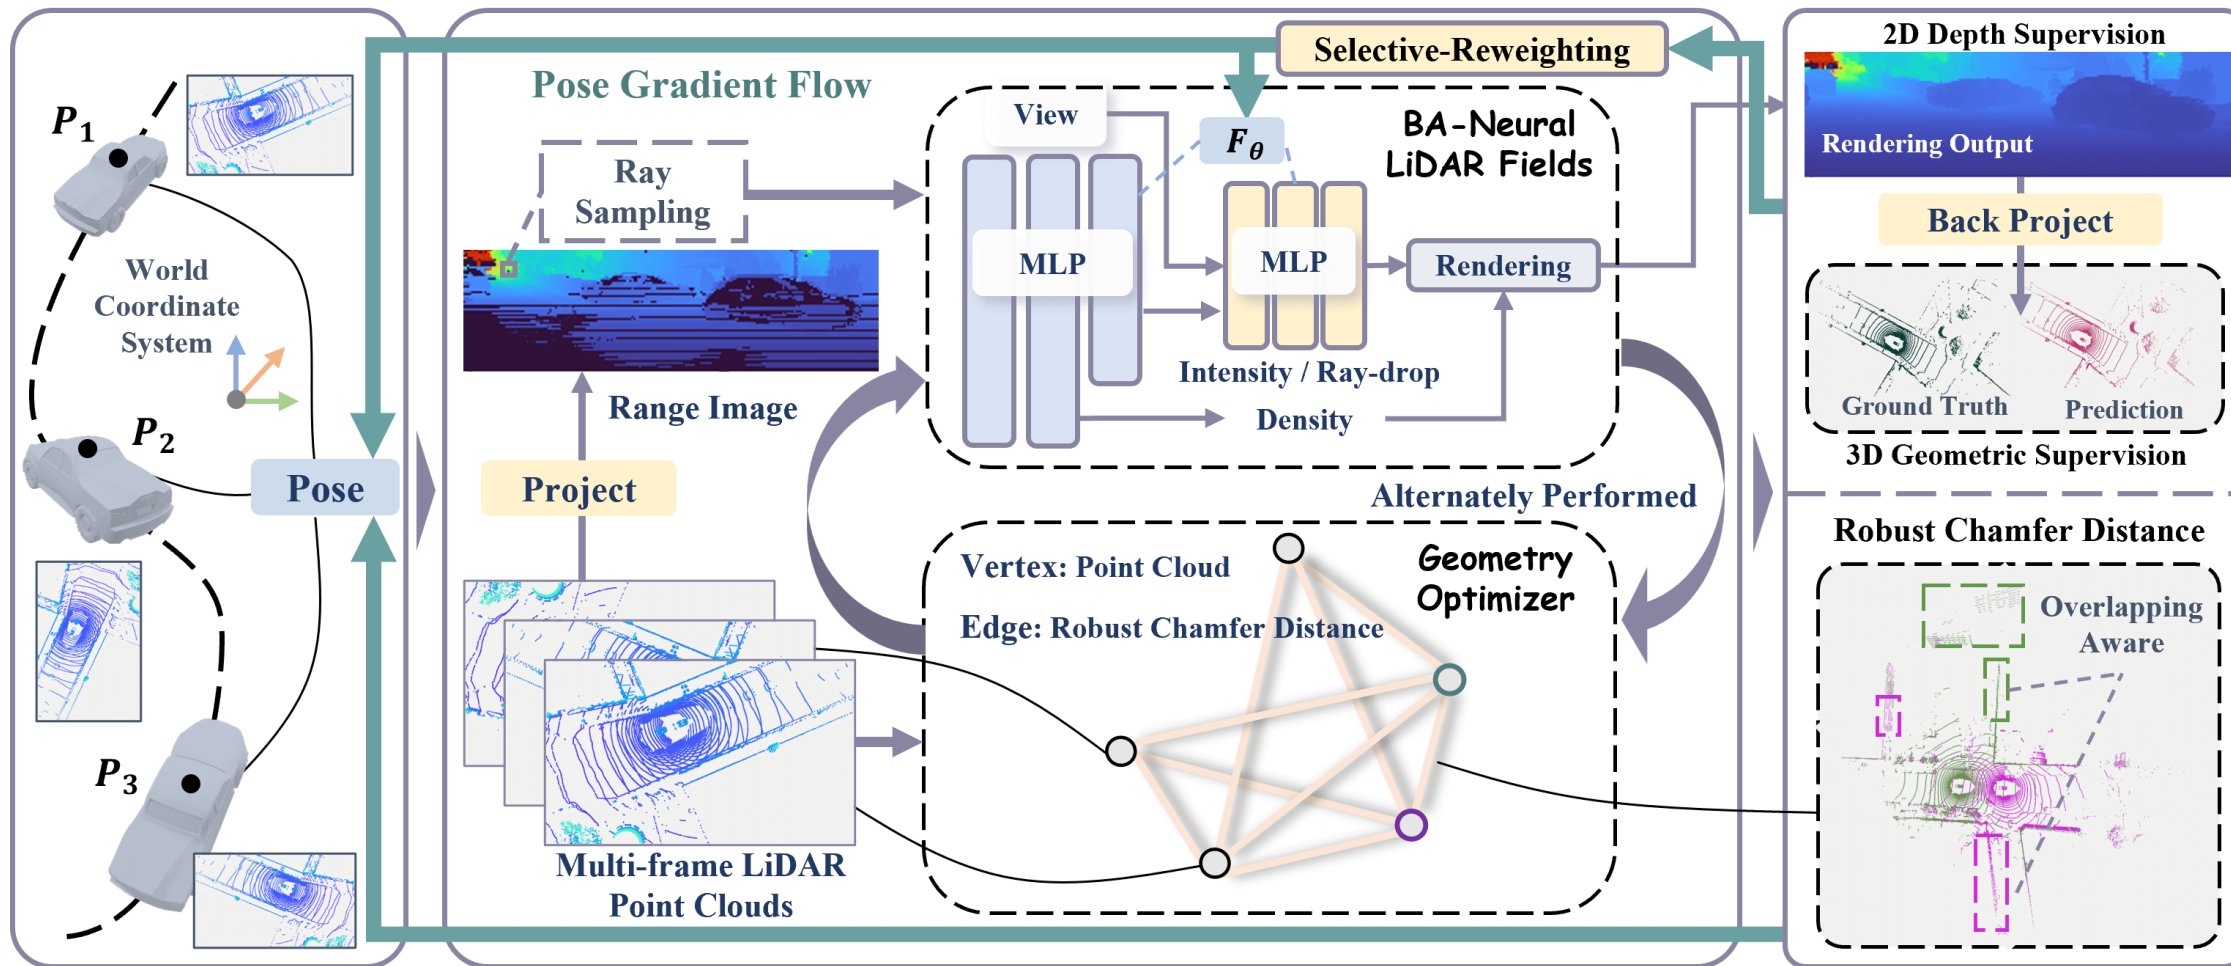 P1
World
Coordinate
System
P2
Pose
P3
Pose Gradient Flow
Selective-Reweighting
Ray
Sampling
Range Image
Project
Multi-frame LiDAR
Point Clouds
View
Fθ
BA-Neural
LiDAR Fields
MLP
MLP
Rendering
Intensity / Ray-drop
Density
Alternately Performed
Vertex: Point Cloud
Edge: Robust Chamfer Distance
Geometry
Optimizer
2D Depth Supervision
Rendering Output
Back Project
Ground Truth
Prediction
3D Geometric Supervision
Robust Chamfer Distance
Overlapping
Aware